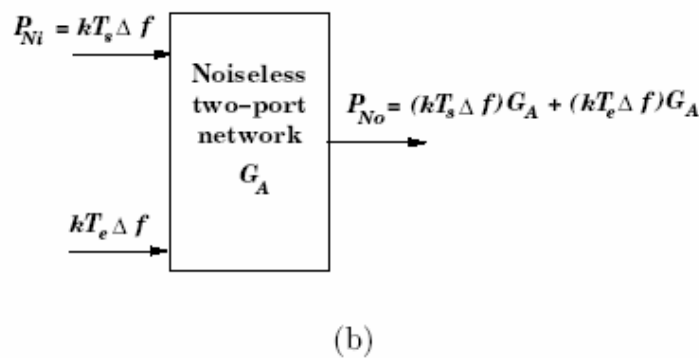 P_Ni = kT_s Δ f
Noiseless
two-port
network
G_A
P_No = (kT_s Δ f)G_A + (kT_e Δ f)G_A
kT_e Δ f
(b)